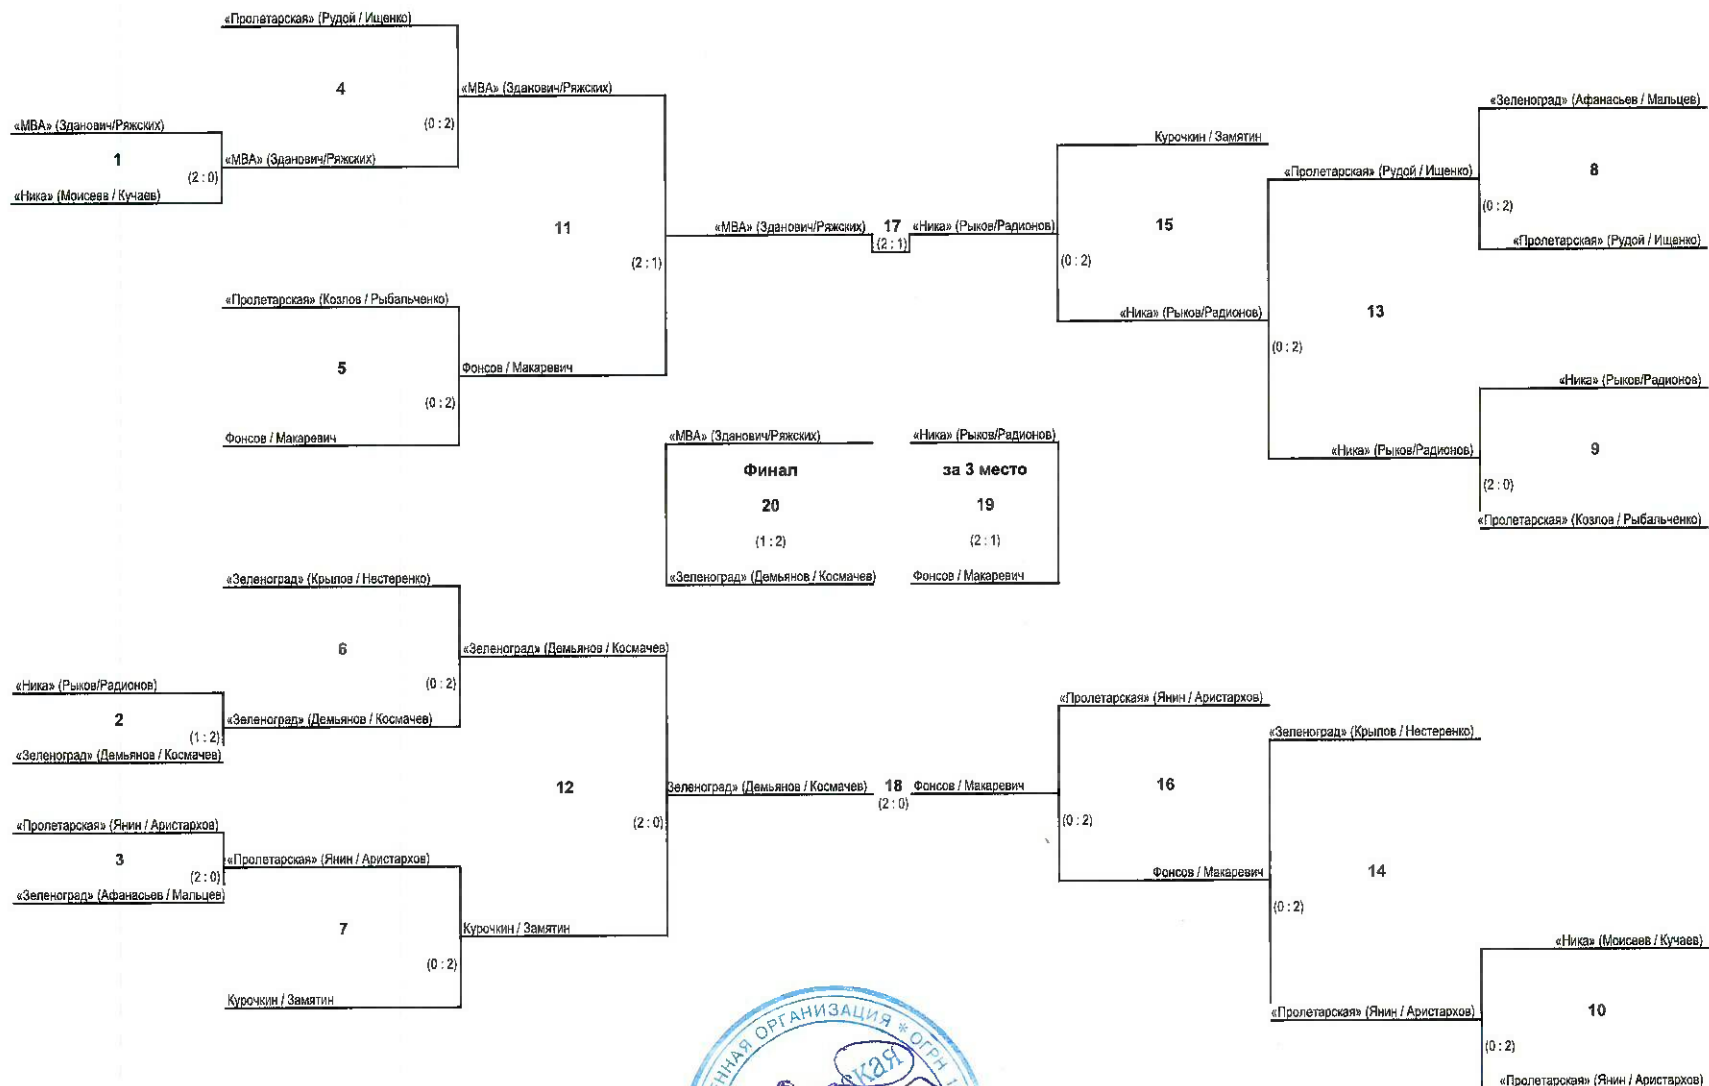 «Пролетарская» (Рудой / Ищенко)
4
«МВА» (Зданович/Ряжских)
(0 : 2)
«МВА» (Зданович/Ряжских)
1
(2 : 0)
«МВА» (Зданович/Ряжских)
«Ника» (Моисеев / Кучаев)
11
(2 : 1)
«Пролетарская» (Козлов / Рыбальченко)
5
Фонсов / Макаревич
(0 : 2)
Фонсов / Макаревич
«МВА» (Зданович/Ряжских)
17
(2 : 1)
«Ника» (Рыков/Радионов)
Курочкин / Замятин
15
(0 : 2)
«Ника» (Рыков/Радионов)
«Пролетарская» (Рудой / Ищенко)
13
(0 : 2)
«Ника» (Рыков/Радионов)
«Зеленоград» (Афанасьев / Мальцев)
8
(0 : 2)
«Пролетарская» (Рудой / Ищенко)
«Ника» (Рыков/Радионов)
9
(2 : 0)
«Пролетарская» (Козлов / Рыбальченко)
«МВА» (Зданович/Ряжских)
Финал
20
(1 : 2)
«Зеленоград» (Демьянов / Космачев)
«Ника» (Рыков/Радионов)
за 3 место
19
(2 : 1)
Фонсов / Макаревич
«Зеленоград» (Крылов / Нестеренко)
6
«Зеленоград» (Демьянов / Космачев)
(0 : 2)
«Ника» (Рыков/Радионов)
2
(1 : 2)
«Зеленоград» (Демьянов / Космачев)
«Зеленоград» (Демьянов / Космачев)
12
(2 : 0)
«Пролетарская» (Янин / Аристархов)
3
(2 : 0)
«Пролетарская» (Янин / Аристархов)
«Зеленоград» (Афанасьев / Мальцев)
7
Курочкин / Замятин
(0 : 2)
Курочкин / Замятин
Зеленоград» (Демьянов / Космачев)
18
(2 : 0)
Фонсов / Макаревич
«Пролетарская» (Янин / Аристархов)
16
(0 : 2)
Фонсов / Макаревич
«Зеленоград» (Крылов / Нестеренко)
14
(0 : 2)
«Пролетарская» (Янин / Аристархов)
«Ника» (Моисеев / Кучаев)
10
(0 : 2)
«Пролетарская» (Янин / Аристархов)
ННАЯ ОРГАНИЗАЦИЯ * ОГРН 1